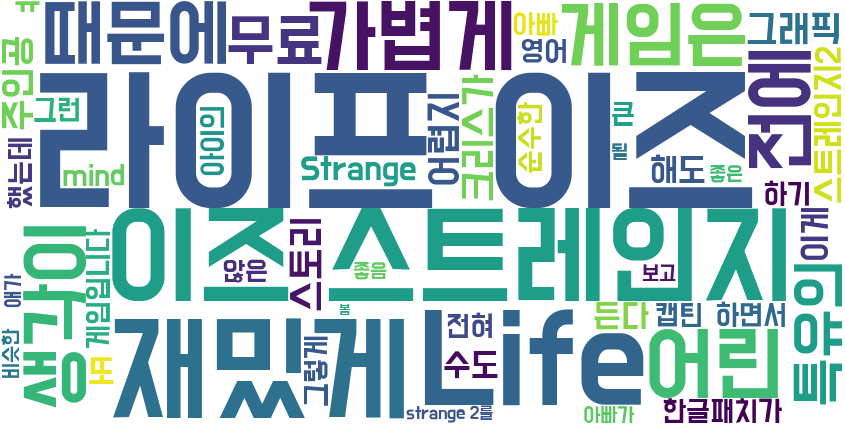 때문에
무료
가볍게
아빠
영어
게임은
그래픽
ㅋ
주인공
그런
라이프 이즈
아이의
어렵지
크리스가
순수한
큰
될
전에
스트레인지2
했는데
mind
Strange
해도
좋은
하기
생각이
이즈 스트레인지
않은
스토리
좋음
보고
이게
애가
게임입니다
봄
비슷한
또
재밌게
그렇게
Life
전혀
수도
든다
캡틴
하면서
어린
특유의
strange 2를
아빠가
한글패치가